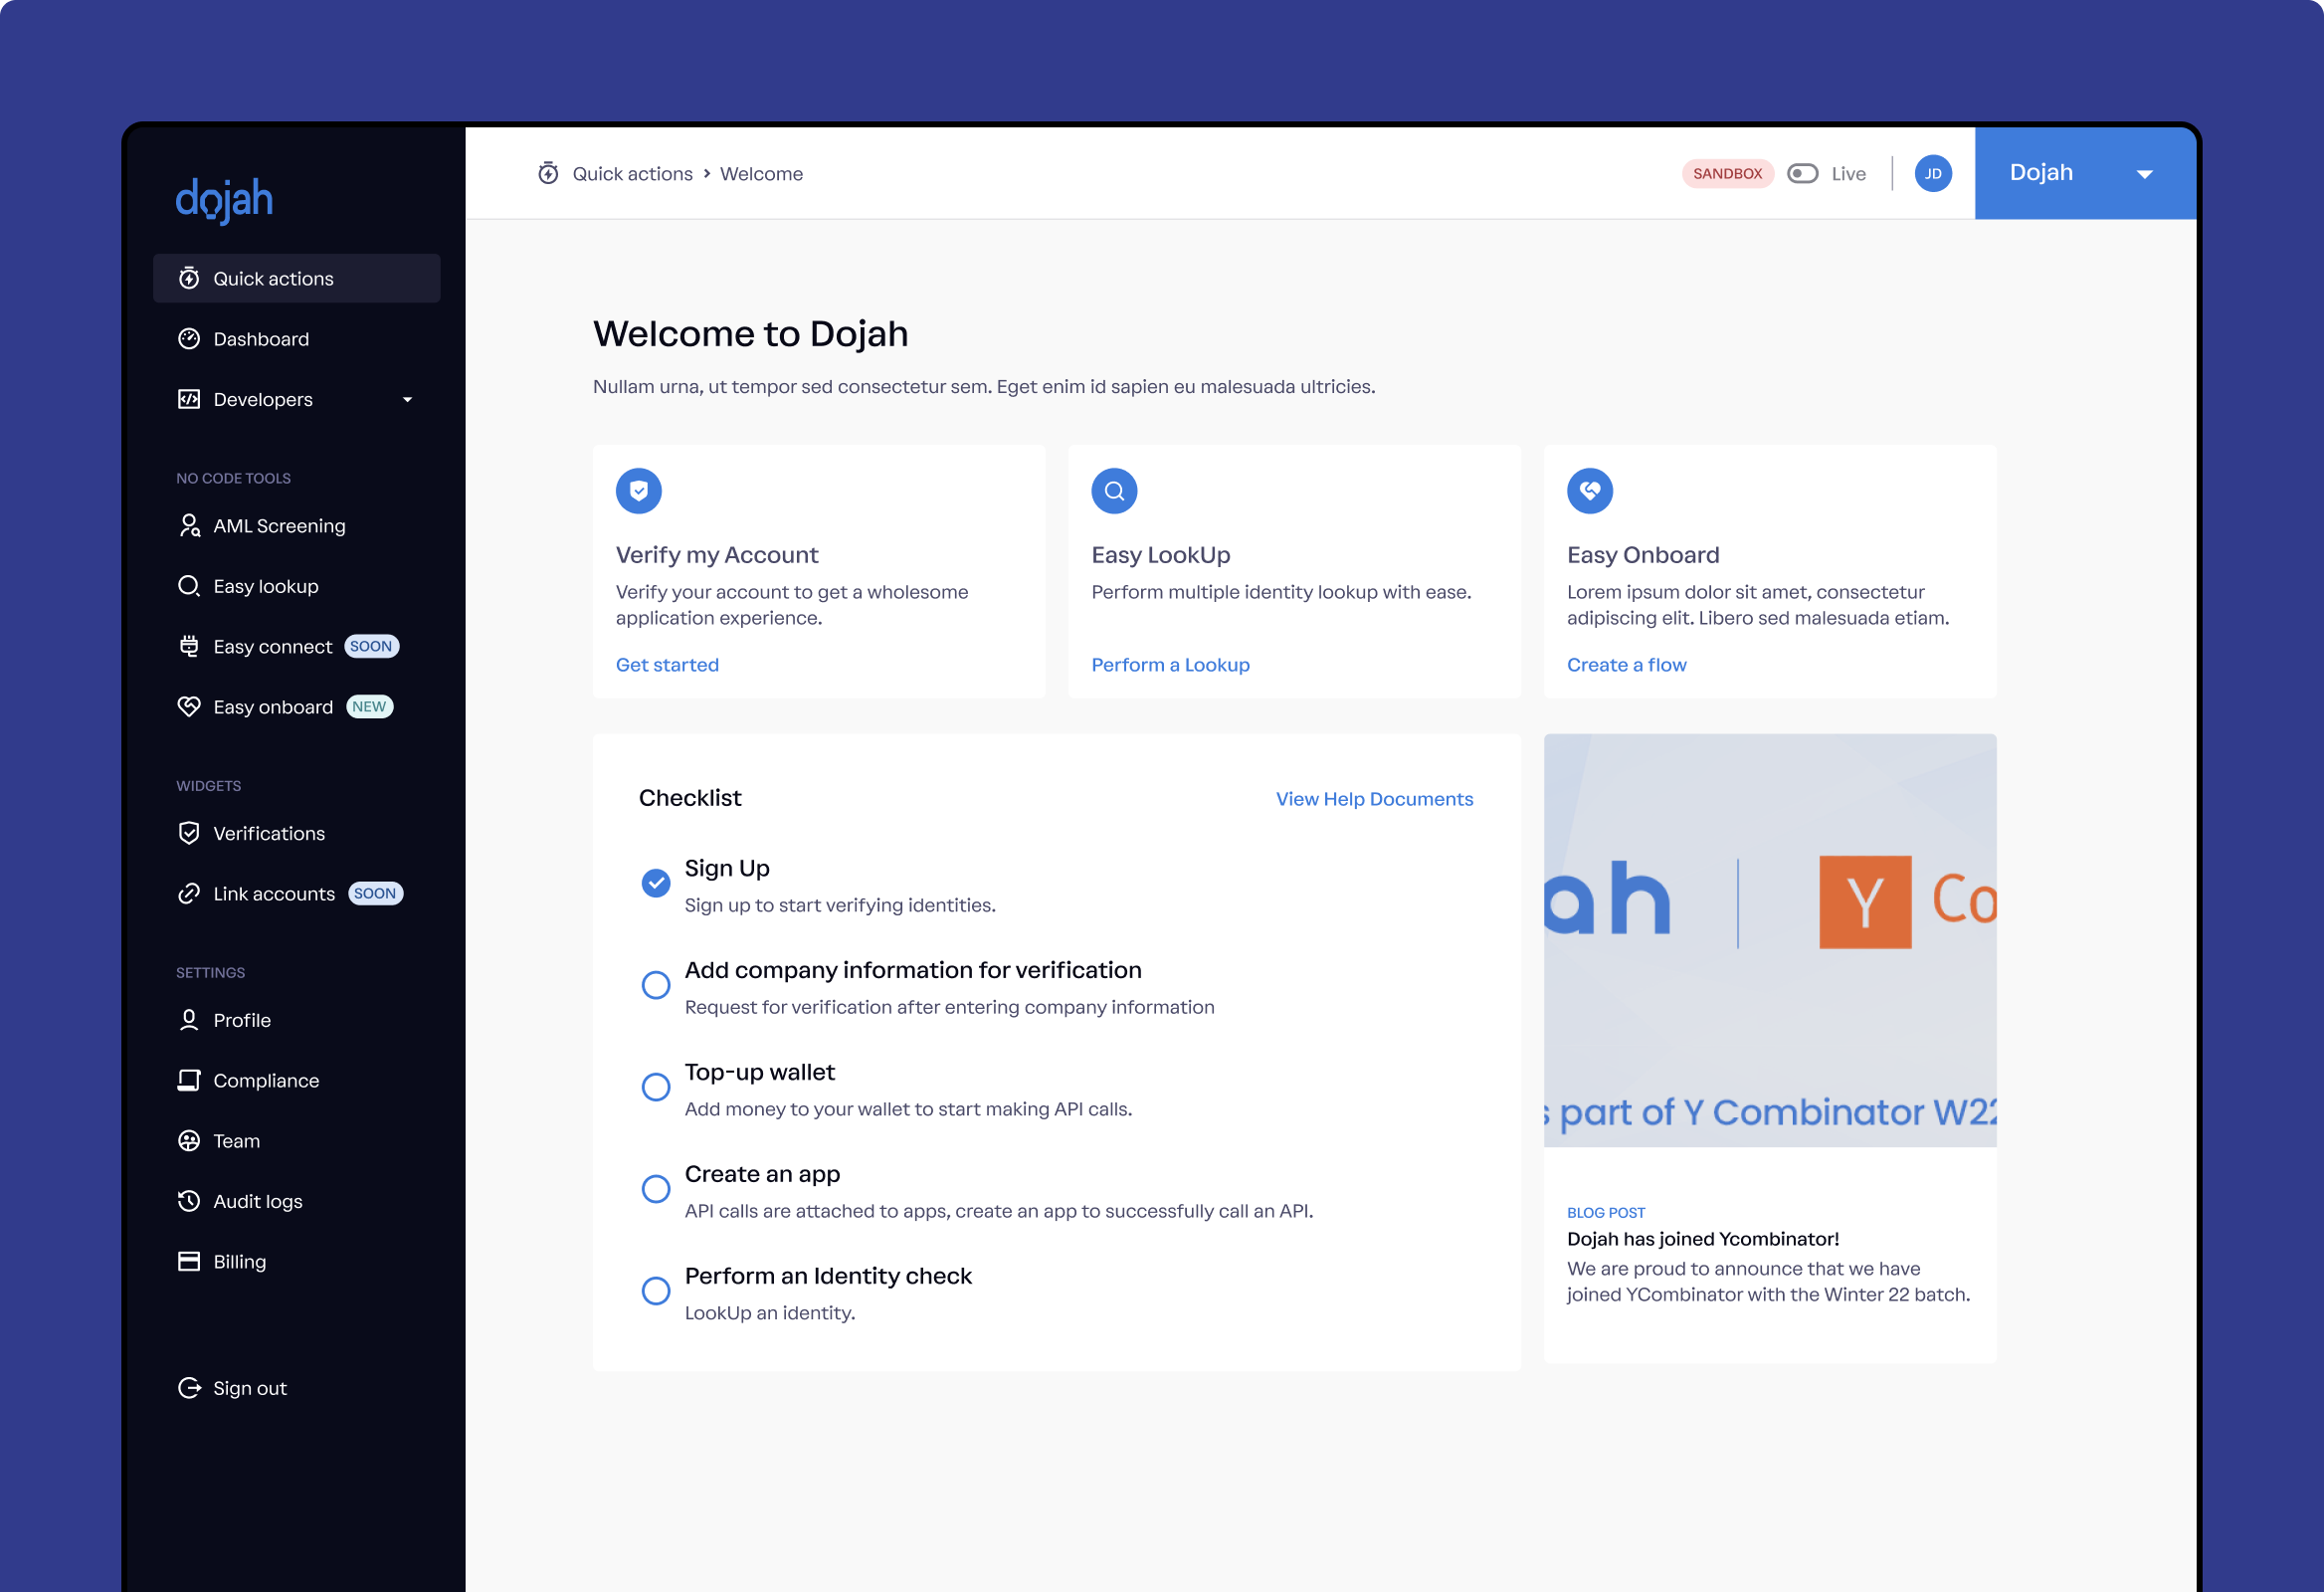 dojah
Quick actions
Dashboard
Developers
NO CODE TOOLS
AML Screening
Easy lookup
Easy connect SOON
Easy onboard NEW
WIDGETS
Verifications
Link accounts SOON
SETTINGS
Profile
Compliance
Team
Audit logs
Billing
Sign out
Quick actions > Welcome
SANDBOX Live JD Dojah
Welcome to Dojah
Nullam urna, ut tempor sed consectetur sem. Eget enim id sapien eu malesuada ultricies.
Verify my Account
Verify your account to get a wholesome
application experience.
Get started
Easy LookUp
Perform multiple identity lookup with ease.
Perform a Lookup
Easy Onboard
Lorem ipsum dolor sit amet, consectetur
adipiscing elit. Libero sed malesuada etiam.
Create a flow
Checklist
View Help Documents
Sign Up
Sign up to start verifying identities.
Add company information for verification
Request for verification after entering company information
Top-up wallet
Add money to your wallet to start making API calls.
Create an app
API calls are attached to apps, create an app to successfully call an API.
Perform an Identity check
LookUp an identity.
ah Y Co
s part of Y Combinator W22
BLOG POST
Dojah has joined Ycombinator!
We are proud to announce that we have
joined YCombinator with the Winter 22 batch.